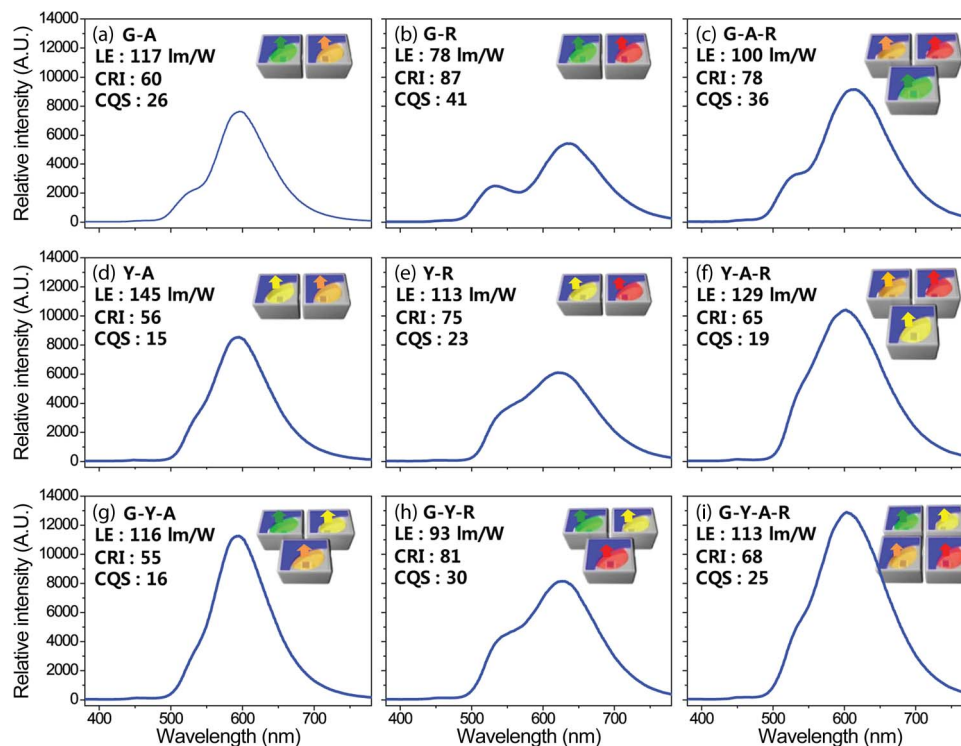 Relative intensity (A.U.)
14000
12000
10000
8000
6000
4000
2000
0
(a) G-A
LE : 117 lm/W
CRI : 60
CQS : 26
(b) G-R
LE : 78 lm/W
CRI : 87
CQS : 41
(c) G-A-R
LE : 100 lm/W
CRI : 78
CQS : 36
Relative intensity (A.U.)
14000
12000
10000
8000
6000
4000
2000
0
(d) Y-A
LE : 145 lm/W
CRI : 56
CQS : 15
(e) Y-R
LE : 113 lm/W
CRI : 75
CQS : 23
(f) Y-A-R
LE : 129 lm/W
CRI : 65
CQS : 19
Relative intensity (A.U.)
14000
12000
10000
8000
6000
4000
2000
0
(g) G-Y-A
LE : 116 lm/W
CRI : 55
CQS : 16
(h) G-Y-R
LE : 93 lm/W
CRI : 81
CQS : 30
(i) G-Y-A-R
LE : 113 lm/W
CRI : 68
CQS : 25
400 500 600 700
400 500 600 700
400 500 600 700
Wavelength (nm)
Wavelength (nm)
Wavelength (nm)